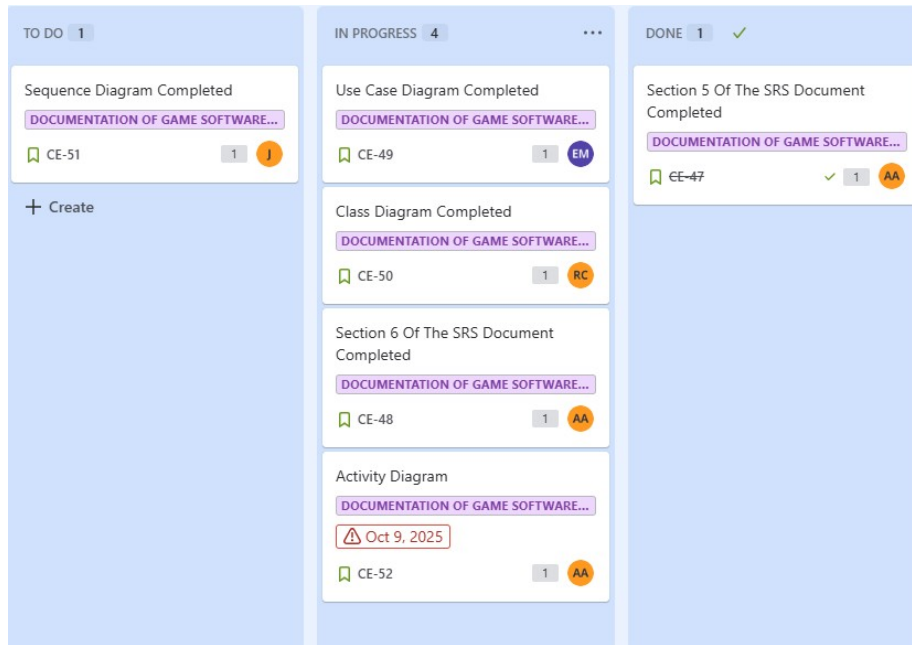 TO DO 1
Sequence Diagram Completed
DOCUMENTATION OF GAME SOFTWARE...
CE-51 1 J
+ Create
IN PROGRESS 4 ...
Use Case Diagram Completed
DOCUMENTATION OF GAME SOFTWARE...
CE-49 1 EM
Class Diagram Completed
DOCUMENTATION OF GAME SOFTWARE...
CE-50 1 RC
Section 6 Of The SRS Document
Completed
DOCUMENTATION OF GAME SOFTWARE...
CE-48 1 AA
Activity Diagram
DOCUMENTATION OF GAME SOFTWARE...
Oct 9, 2025
CE-52 1 AA
DONE 1
Section 5 Of The SRS Document
Completed
DOCUMENTATION OF GAME SOFTWARE...
CE-47 1 AA